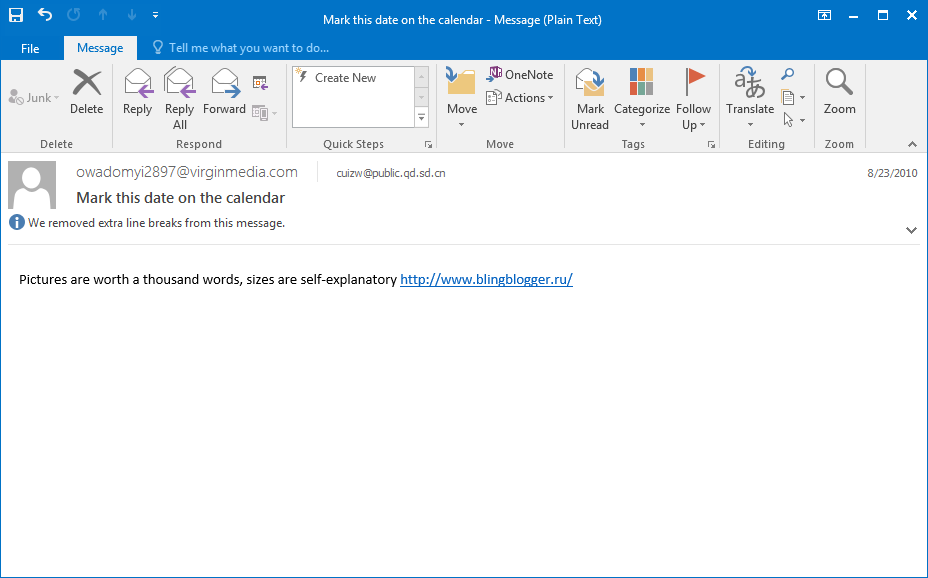 Mark this date on the calendar - Message (Plain Text)
File
Message
Tell me what you want to do...
Junk
Delete
Reply
Reply All
Forward
Create New
Move
OneNote
Actions
Mark Unread
Categorize
Follow Up
Translate
Zoom
Delete
Respond
Quick Steps
Move
Tags
Editing
Zoom
owadomyi2897@virginmedia.com
cuizw@public.qd.sd.cn
8/23/2010
Mark this date on the calendar
We removed extra line breaks from this message.
Pictures are worth a thousand words, sizes are self-explanatory http://www.blingblogger.ru/